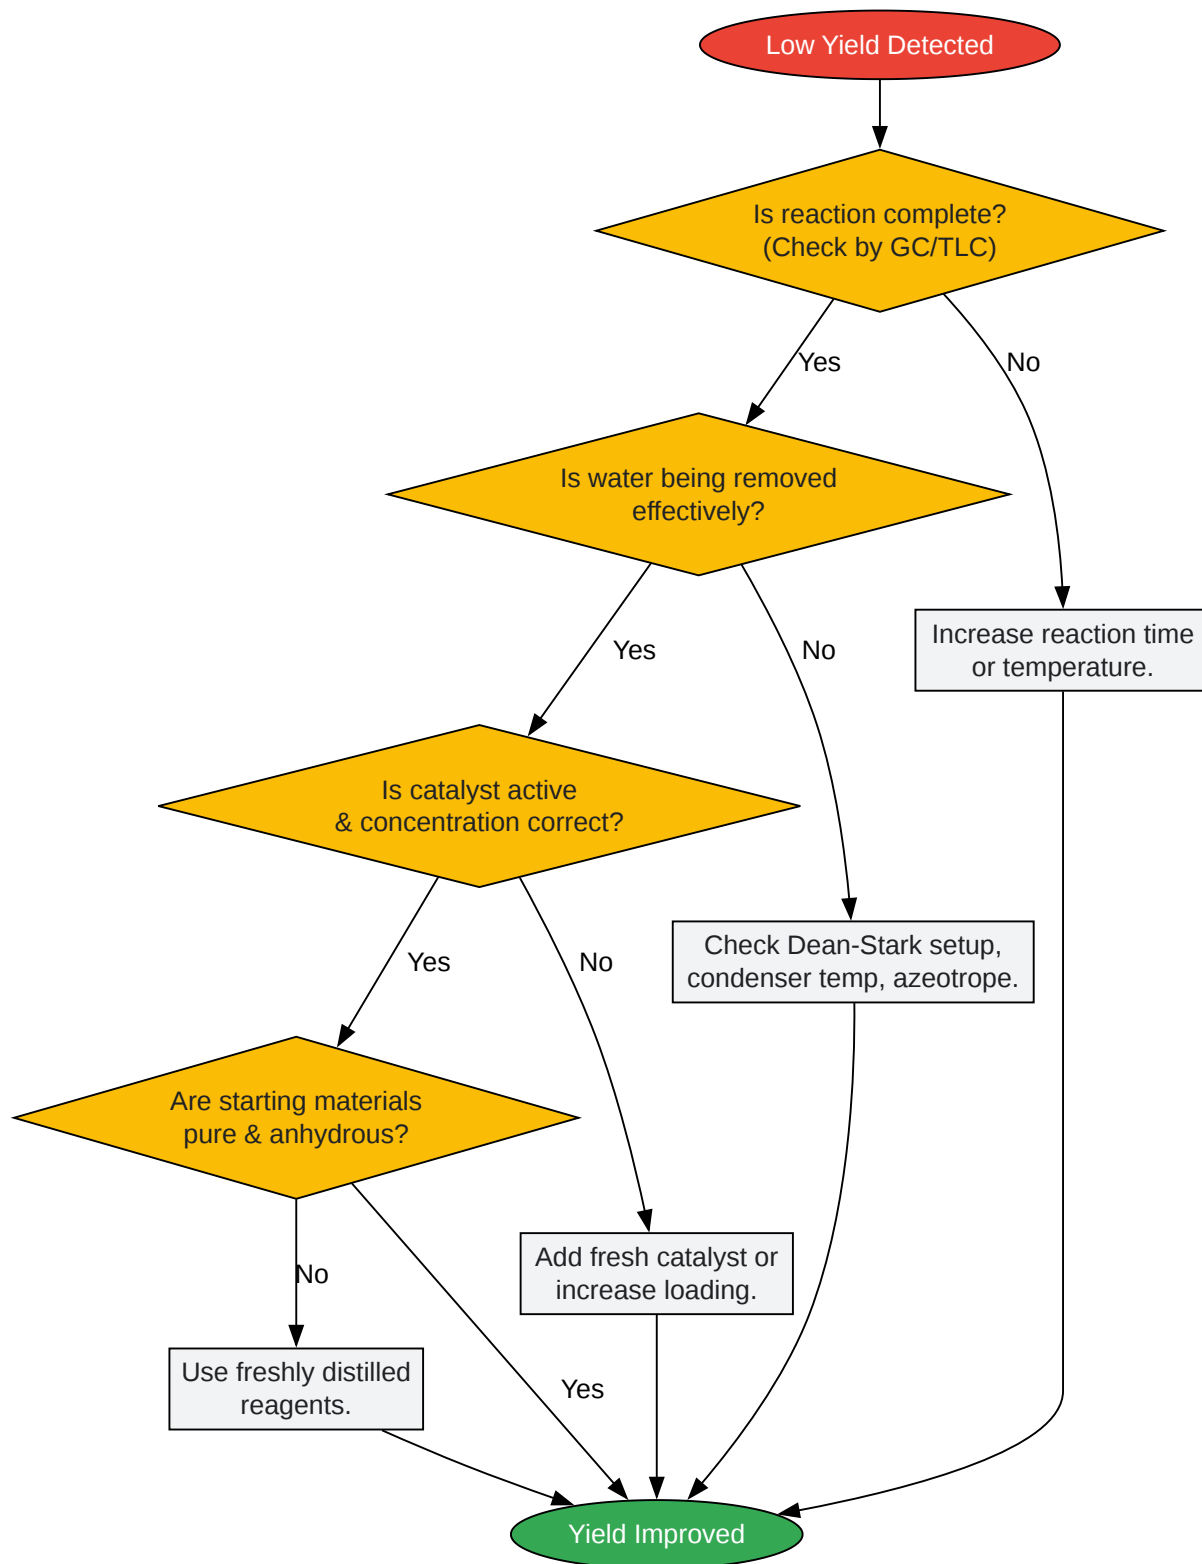 Low Yield Detected
Is reaction complete?
(Check by GC/TLC)
Yes
No
Is water being removed
effectively?
Yes
No
Increase reaction time
or temperature.
Is catalyst active
& concentration correct?
Yes
No
Check Dean-Stark setup,
condenser temp, azeotrope.
Are starting materials
pure & anhydrous?
No
Yes
Add fresh catalyst or
increase loading.
Use freshly distilled
reagents.
Yield Improved